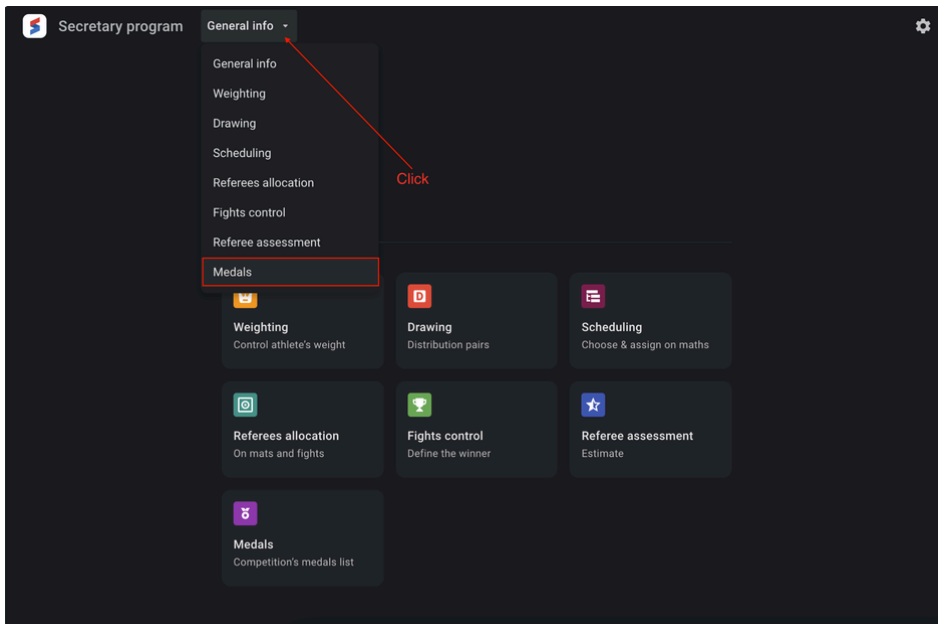 Secretary program
General info
General info
Weighting
Drawing
Scheduling
Referees allocation
Fights control
Referee assessment
Medals
Click
Weighting
Control athlete's weight
D
Drawing
Distribution pairs
Scheduling
Choose & assign on maths
Referees allocation
On mats and fights
Fights control
Define the winner
Referee assessment
Estimate
Medals
Competition's medals list